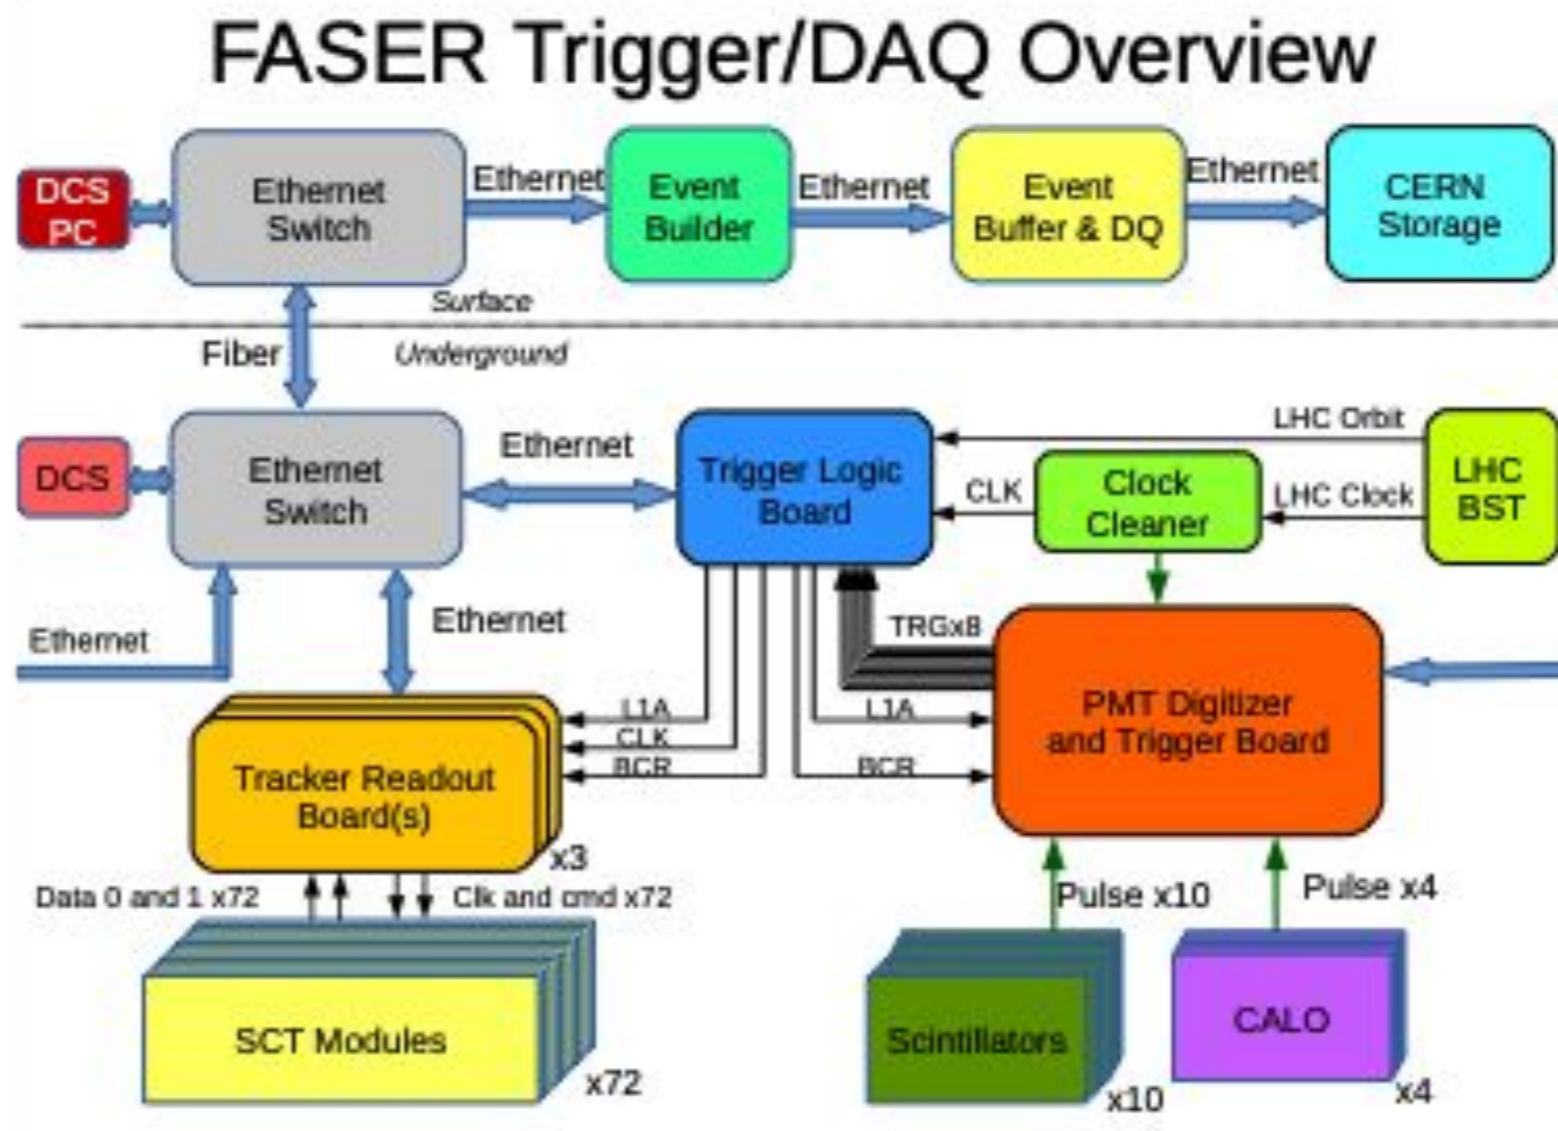 FASER Trigger/DAQ Overview
DCS
PC
Ethernet
Switch
Ethernet
Event
Builder
Ethernet
Event
Buffer & DQ
Ethernet
CERN
Storage
Surface
Fiber
Underground
DCS
Ethernet
Switch
Ethernet
Trigger Logic
Board
LHC Orbit
CLK
Clock
Cleaner
LHC Clock
LHC
BST
Ethernet
Ethernet
TRGx8
L1A
CLK
BCR
L1A
BCR
PMT Digitizer
and Trigger Board
Tracker Readout
Board(s)
x3
Data 0 and 1 x72
Clk and cmd x72
Pulse x10
Pulse x4
SCT Modules
x72
Scintillators
x10
CALO
x4